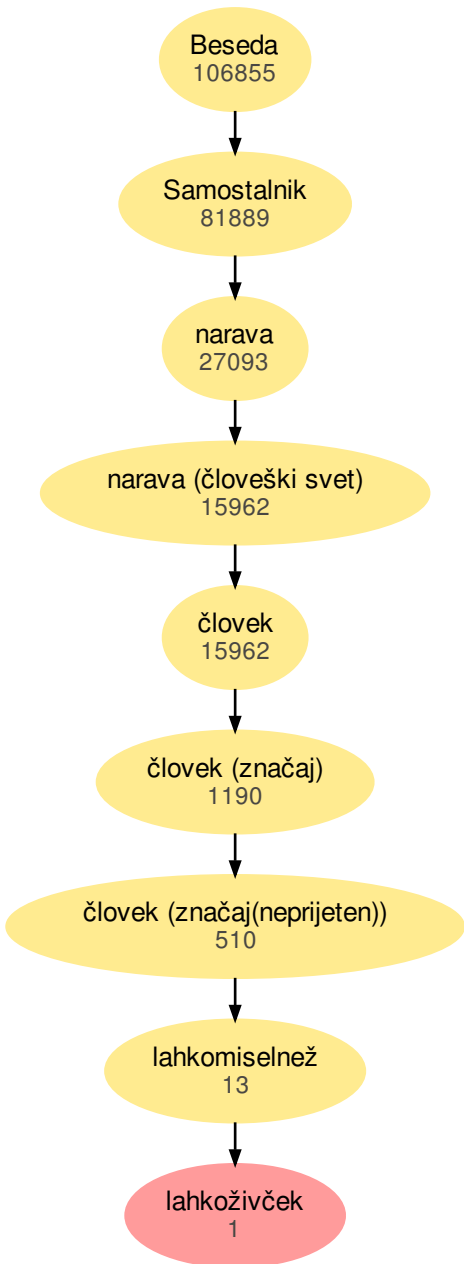 Beseda
106855
Samostalnik
81889
narava
27093
narava (človeški svet)
15962
človek
15962
človek (značaj)
1190
človek (značaj(neprijeten))
510
lahkomiselnež
13
lahkoživček
1